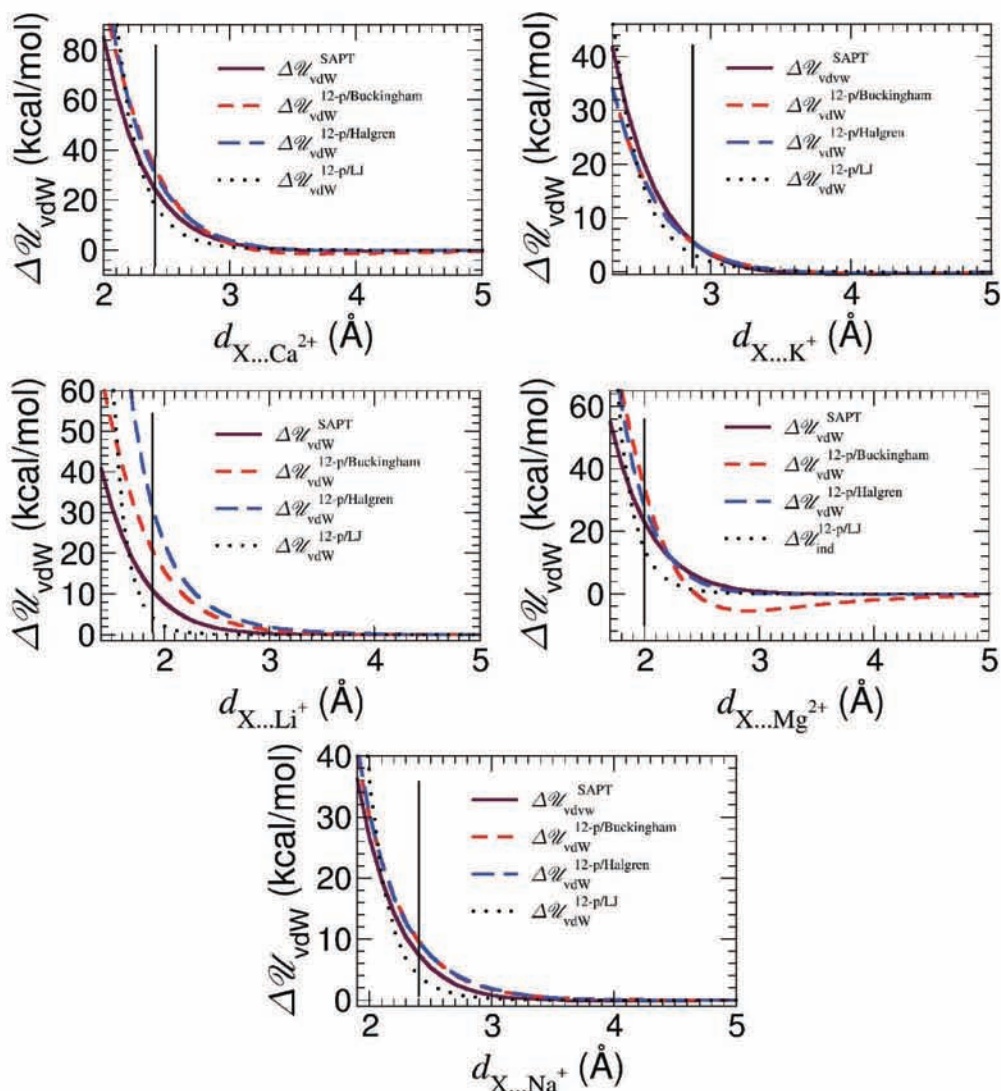 ΔU_vdW (kcal/mol)
80
60
40
20
0
2 3 4 5
d_X...Ca²⁺ (Å)
ΔU_vdW^SAPT
ΔU_vdW^12-p/Buckingham
ΔU_vdW^12-p/Halgren
ΔU_vdW^12-p/LJ
ΔU_vdW (kcal/mol)
40
30
20
10
0
3 4 5
d_X...K⁺ (Å)
ΔU_vdvw^SAPT
ΔU_vdW^12-p/Buckingham
ΔU_vdW^12-p/Halgren
ΔU_vdW^12-p/LJ
ΔU_vdW (kcal/mol)
60
50
40
30
20
10
0
2 3 4 5
d_X...Li⁺ (Å)
ΔU_vdW^SAPT
ΔU_vdW^12-p/Buckingham
ΔU_vdW^12-p/Halgren
ΔU_vdW^12-p/LJ
ΔU_vdW (kcal/mol)
60
40
20
0
2 3 4 5
d_X...Mg²⁺ (Å)
ΔU_vdW^SAPT
ΔU_vdW^12-p/Buckingham
ΔU_vdW^12-p/Halgren
ΔU_ind^12-p/LJ
ΔU_vdW (kcal/mol)
40
30
20
10
0
2 3 4 5
d_X...Na⁺ (Å)
ΔU_vdvw^SAPT
ΔU_vdW^12-p/Buckingham
ΔU_vdW^12-p/Halgren
ΔU_vdW^12-p/LJ